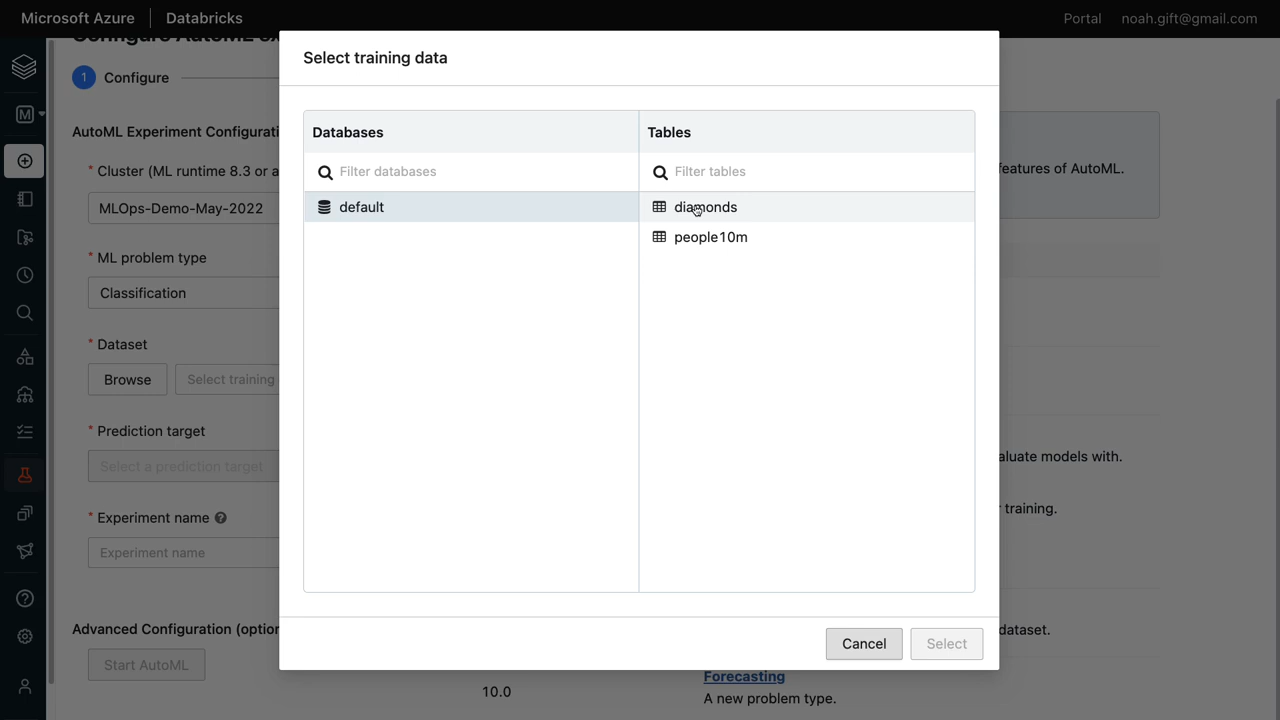 Microsoft Azure Databricks Portal noah.gift@gmail.com
Select training data
1 Configure
M
AutoML Experiment Configurati
Databases Tables
* Cluster (ML runtime 8.3 or a
Filter databases Filter tables
features of AutoML.
MLOps-Demo-May-2022
default diamonds
people10m
* ML problem type
Classification
* Dataset
Browse Select training
* Prediction target
Select a prediction target
aluate models with.
* Experiment name ?
training.
Experiment name
Advanced Configuration (option
dataset.
Cancel Select
Start AutoML
Forecasting
10.0
A new problem type.